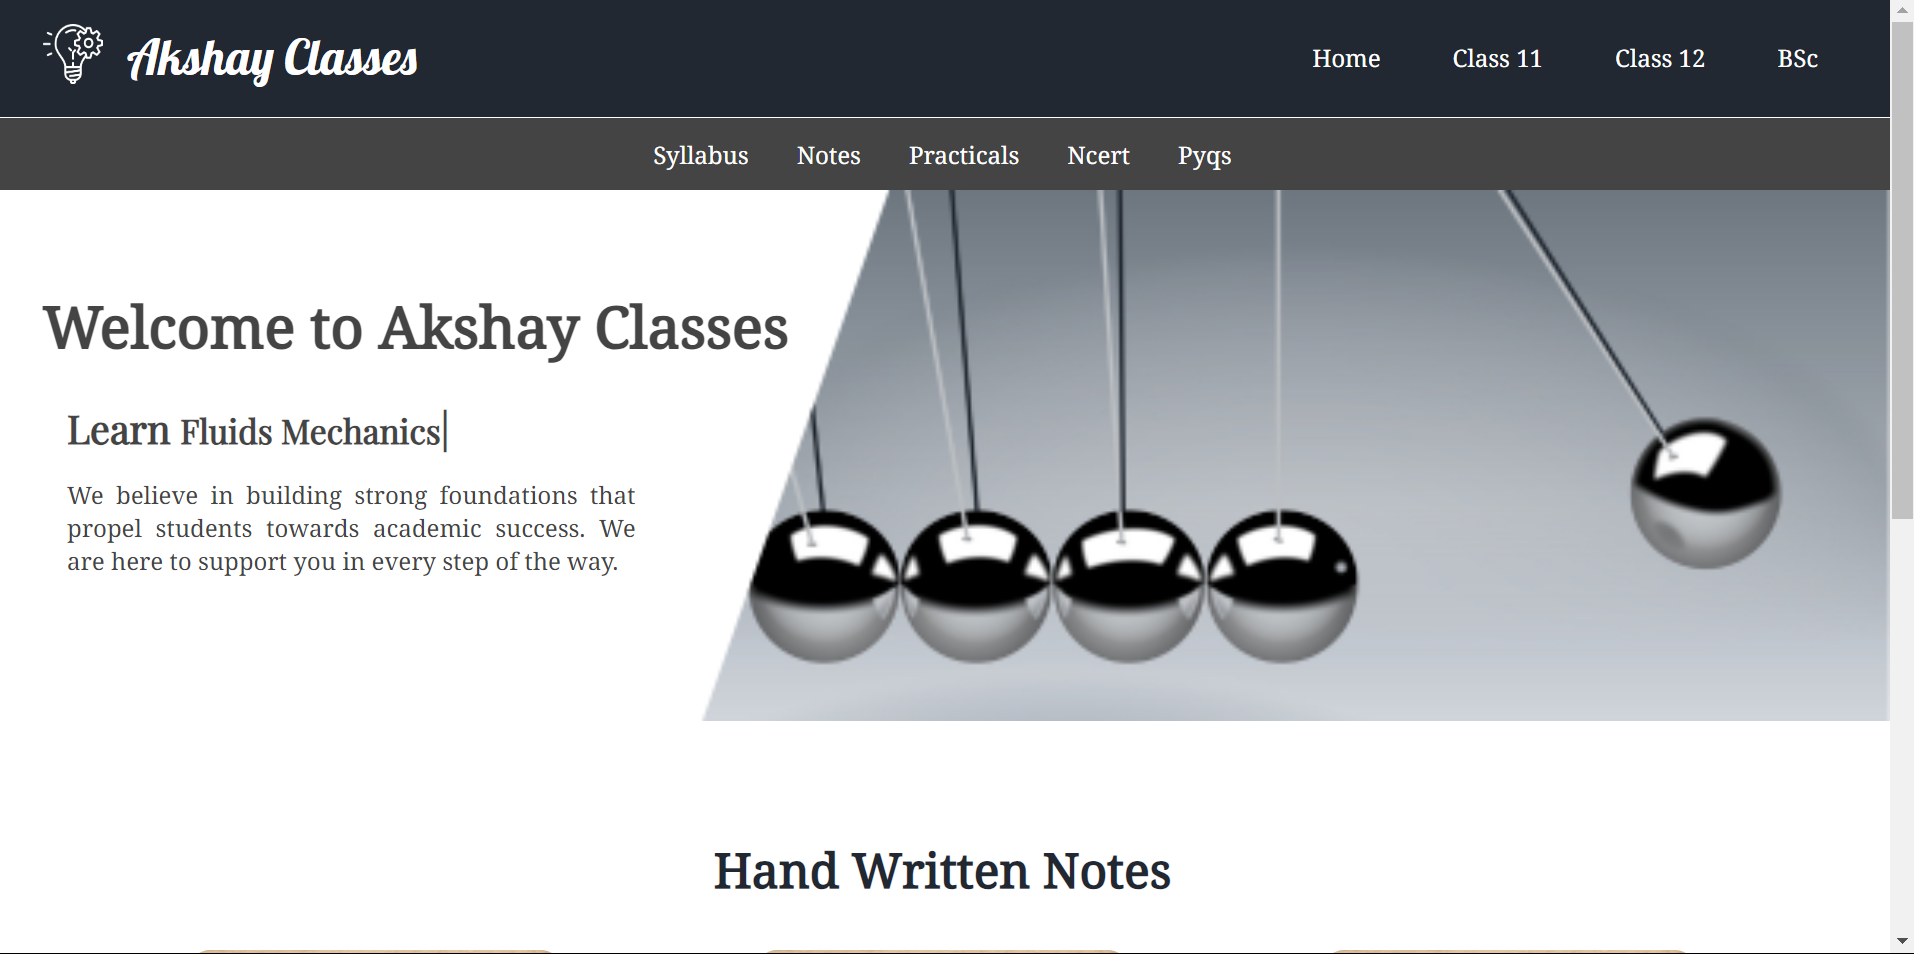 Akshay Classes
Home Class 11 Class 12 BSc
Syllabus Notes Practicals Ncert Pyqs
Welcome to Akshay Classes
Learn Fluids Mechanics
We believe in building strong foundations that
propel students towards academic success. We
are here to support you in every step of the way.
Hand Written Notes